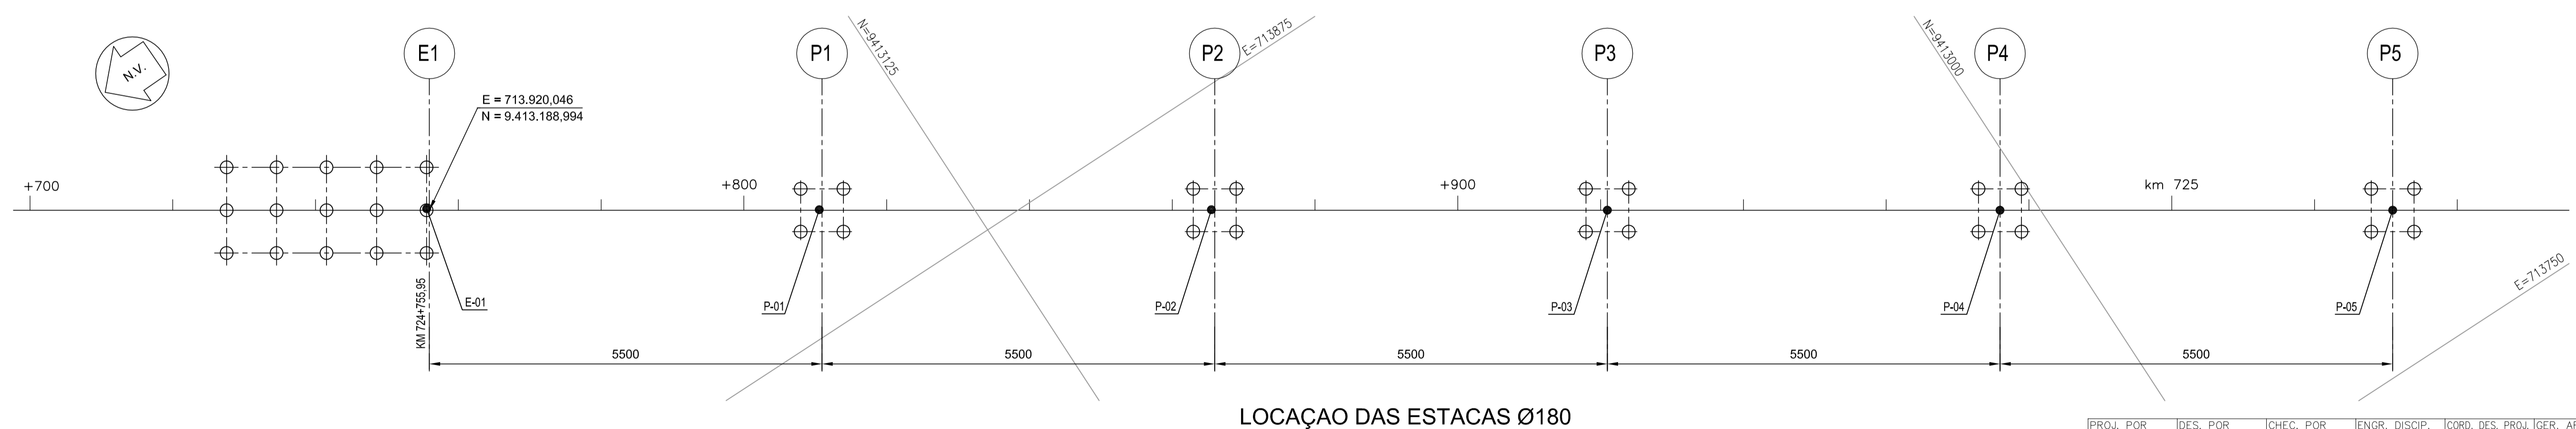 N.V.
E1
P1
P2
P3
P4
P5
N=9413125
E=713875
N=9413000
E=713750
E = 713.920,046
N = 9.413.188,994
+700
+800
+900
km 725
KM 724+755,95
E-01
P-01
P-02
P-03
P-04
P-05
5500
5500
5500
5500
5500
LOCAÇAO DAS ESTACAS Ø180
PROJ. POR
DES. POR
CHEC. POR
ENGR. DISCIP.
CORD. DES. PROJ.
GER. AP